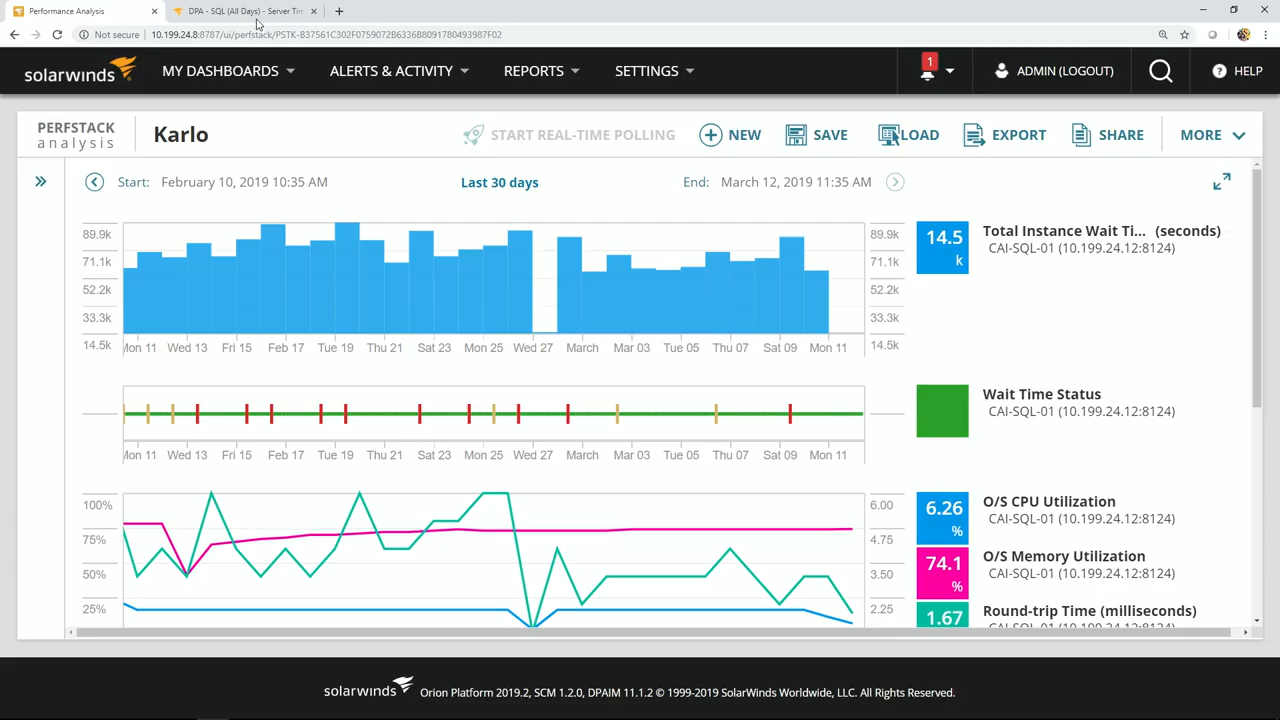 Performance Analysis
DPA - SQL (All Days) - Server Tim
Not secure
10.199.24.8:8787/ui/perfstack/PSTK-B37561C302F0759072B6336B8091780493987F02
solarwinds
MY DASHBOARDS
ALERTS & ACTIVITY
REPORTS
SETTINGS
1
ADMIN (LOGOUT)
HELP
PERFSTACK
analysis
Karlo
START REAL-TIME POLLING
NEW
SAVE
LOAD
EXPORT
SHARE
MORE
Start: February 10, 2019 10:35 AM
Last 30 days
End: March 12, 2019 11:35 AM
89.9k
71.1k
52.2k
33.3k
14.5k
89.9k
71.1k
52.2k
33.3k
14.5k
Mon 11 Wed 13 Fri 15 Feb 17 Tue 19 Thu 21 Sat 23 Mon 25 Wed 27 March Mar 03 Tue 05 Thu 07 Sat 09 Mon 11
14.5
k
Total Instance Wait Ti... (seconds)
CAI-SQL-01 (10.199.24.12:8124)
Mon 11 Wed 13 Fri 15 Feb 17 Tue 19 Thu 21 Sat 23 Mon 25 Wed 27 March Mar 03 Tue 05 Thu 07 Sat 09 Mon 11
Wait Time Status
CAI-SQL-01 (10.199.24.12:8124)
100%
75%
50%
25%
6.00
4.75
3.50
2.25
6.26
%
O/S CPU Utilization
CAI-SQL-01 (10.199.24.12:8124)
74.1
%
O/S Memory Utilization
CAI-SQL-01 (10.199.24.12:8124)
1.67
Round-trip Time (milliseconds)
CAI-SQL-01 (10.199.24.12:8124)
solarwinds
Orion Platform 2019.2, SCM 1.2.0, DPAIM 11.1.2 © 1999-2019 SolarWinds Worldwide, LLC. All Rights Reserved.